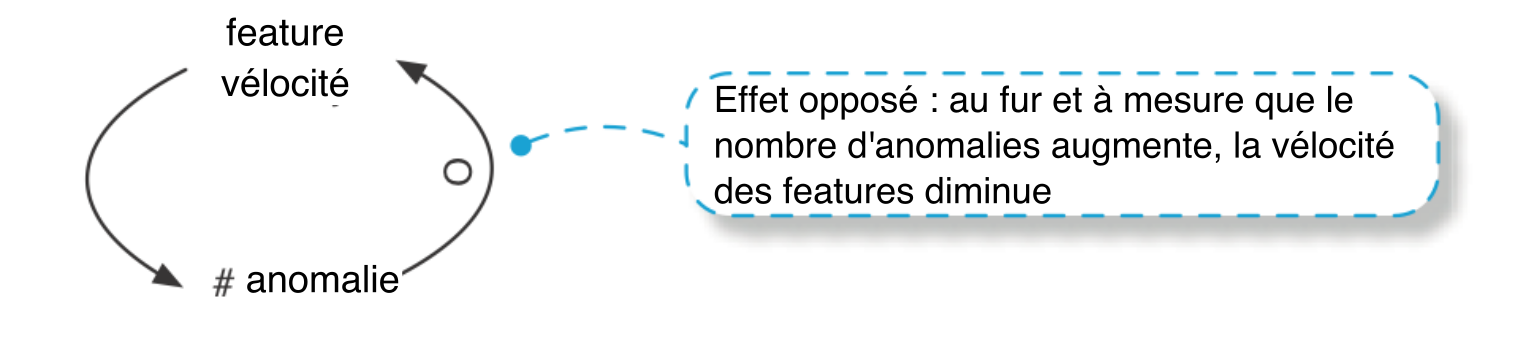 feature
vélocité
O
# anomalie
Effet opposé : au fur et à mesure que le
nombre d'anomalies augmente, la vélocité
des features diminue